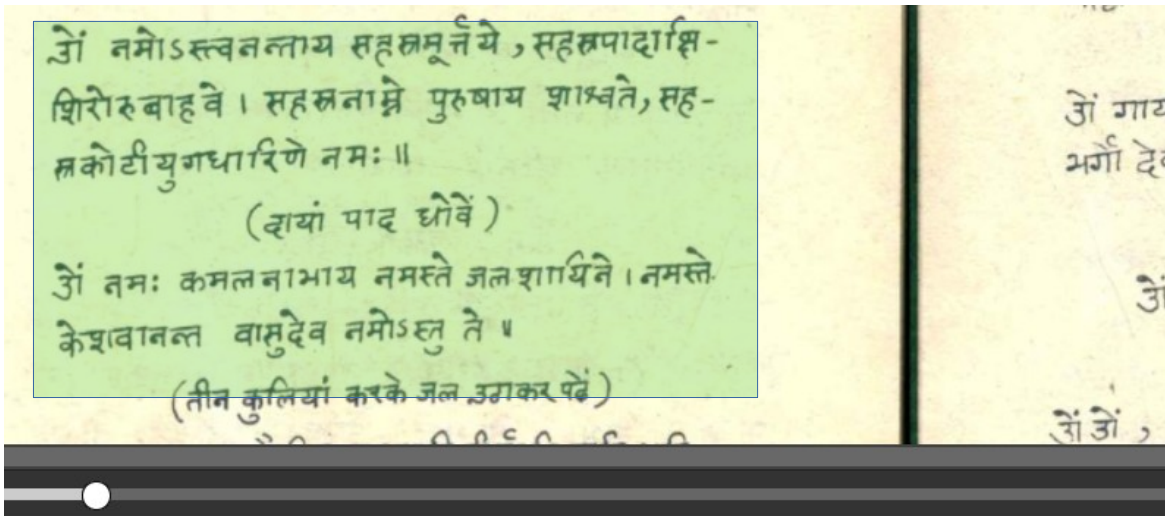 ओं नमोऽस्त्वनन्ताय सहस्रमूर्त्तये, सहस्रपादाक्षि-
शिरोरुबाहवे। सहस्रनाम्ने पुरुषाय शाश्वते, सह-
स्रकोटीयुगधारिणे नमः॥
(दायां पाद धोवें)
ओं नमः कमलनाभाय नमस्ते जलशायिने। नमस्ते
केशवानन्त वासुदेव नमोऽस्तु ते॥
(तीन कुलियां करके जल उठाकर पढें)
ओं गाय
भर्गो दे
ओं
ओं ओं,